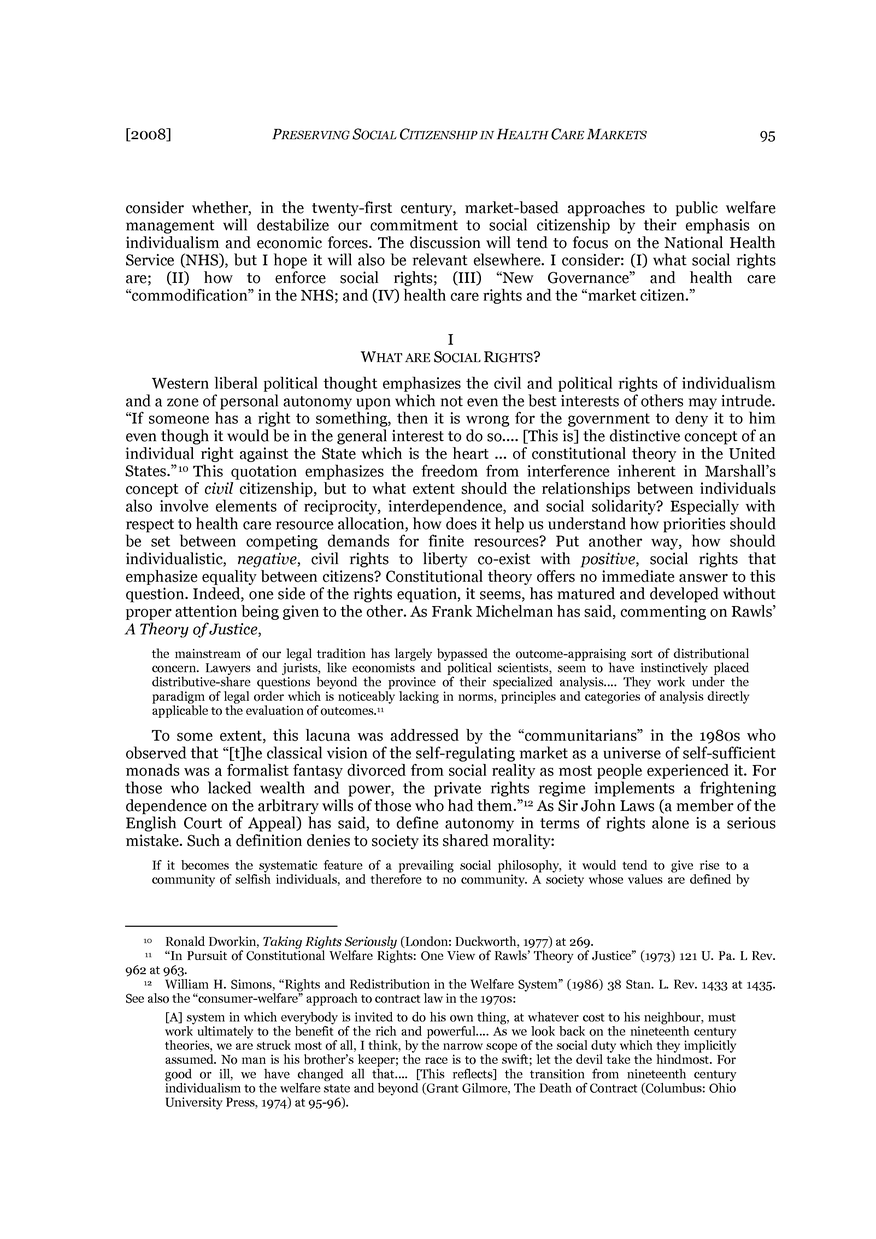 [2008] PRESERVING SOCIAL CITIZENSHIP IN HEALTH CARE MARKETS 95
consider whether, in the twenty-first century, market-based approaches to public welfare
management will destabilize our commitment to social citizenship by their emphasis on
individualism and economic forces. The discussion will tend to focus on the National Health
Service (NHS), but I hope it will also be relevant elsewhere. I consider: (I) what social rights
are; (II) how to enforce social rights; (III) “New Governance” and health care
“commodification” in the NHS; and (IV) health care rights and the “market citizen.”
I
WHAT ARE SOCIAL RIGHTS?
Western liberal political thought emphasizes the civil and political rights of individualism
and a zone of personal autonomy upon which not even the best interests of others may intrude.
“If someone has a right to something, then it is wrong for the government to deny it to him
even though it would be in the general interest to do so.... [This is] the distinctive concept of an
individual right against the State which is the heart ... of constitutional theory in the United
States.”10 This quotation emphasizes the freedom from interference inherent in Marshall’s
concept of civil citizenship, but to what extent should the relationships between individuals
also involve elements of reciprocity, interdependence, and social solidarity? Especially with
respect to health care resource allocation, how does it help us understand how priorities should
be set between competing demands for finite resources? Put another way, how should
individualistic, negative, civil rights to liberty co-exist with positive, social rights that
emphasize equality between citizens? Constitutional theory offers no immediate answer to this
question. Indeed, one side of the rights equation, it seems, has matured and developed without
proper attention being given to the other. As Frank Michelman has said, commenting on Rawls’
A Theory of Justice,
the mainstream of our legal tradition has largely bypassed the outcome-appraising sort of distributional
concern. Lawyers and jurists, like economists and political scientists, seem to have instinctively placed
distributive-share questions beyond the province of their specialized analysis.... They work under the
paradigm of legal order which is noticeably lacking in norms, principles and categories of analysis directly
applicable to the evaluation of outcomes.11
To some extent, this lacuna was addressed by the “communitarians” in the 1980s who
observed that “[t]he classical vision of the self-regulating market as a universe of self-sufficient
monads was a formalist fantasy divorced from social reality as most people experienced it. For
those who lacked wealth and power, the private rights regime implements a frightening
dependence on the arbitrary wills of those who had them.”12 As Sir John Laws (a member of the
English Court of Appeal) has said, to define autonomy in terms of rights alone is a serious
mistake. Such a definition denies to society its shared morality:
If it becomes the systematic feature of a prevailing social philosophy, it would tend to give rise to a
community of selfish individuals, and therefore to no community. A society whose values are defined by
10 Ronald Dworkin, Taking Rights Seriously (London: Duckworth, 1977) at 269.
11 “In Pursuit of Constitutional Welfare Rights: One View of Rawls’ Theory of Justice” (1973) 121 U. Pa. L Rev.
962 at 963.
12 William H. Simons, “Rights and Redistribution in the Welfare System” (1986) 38 Stan. L. Rev. 1433 at 1435.
See also the “consumer-welfare” approach to contract law in the 1970s:
[A] system in which everybody is invited to do his own thing, at whatever cost to his neighbour, must
work ultimately to the benefit of the rich and powerful.... As we look back on the nineteenth century
theories, we are struck most of all, I think, by the narrow scope of the social duty which they implicitly
assumed. No man is his brother’s keeper; the race is to the swift; let the devil take the hindmost. For
good or ill, we have changed all that.... [This reflects] the transition from nineteenth century
individualism to the welfare state and beyond (Grant Gilmore, The Death of Contract (Columbus: Ohio
University Press, 1974) at 95-96).